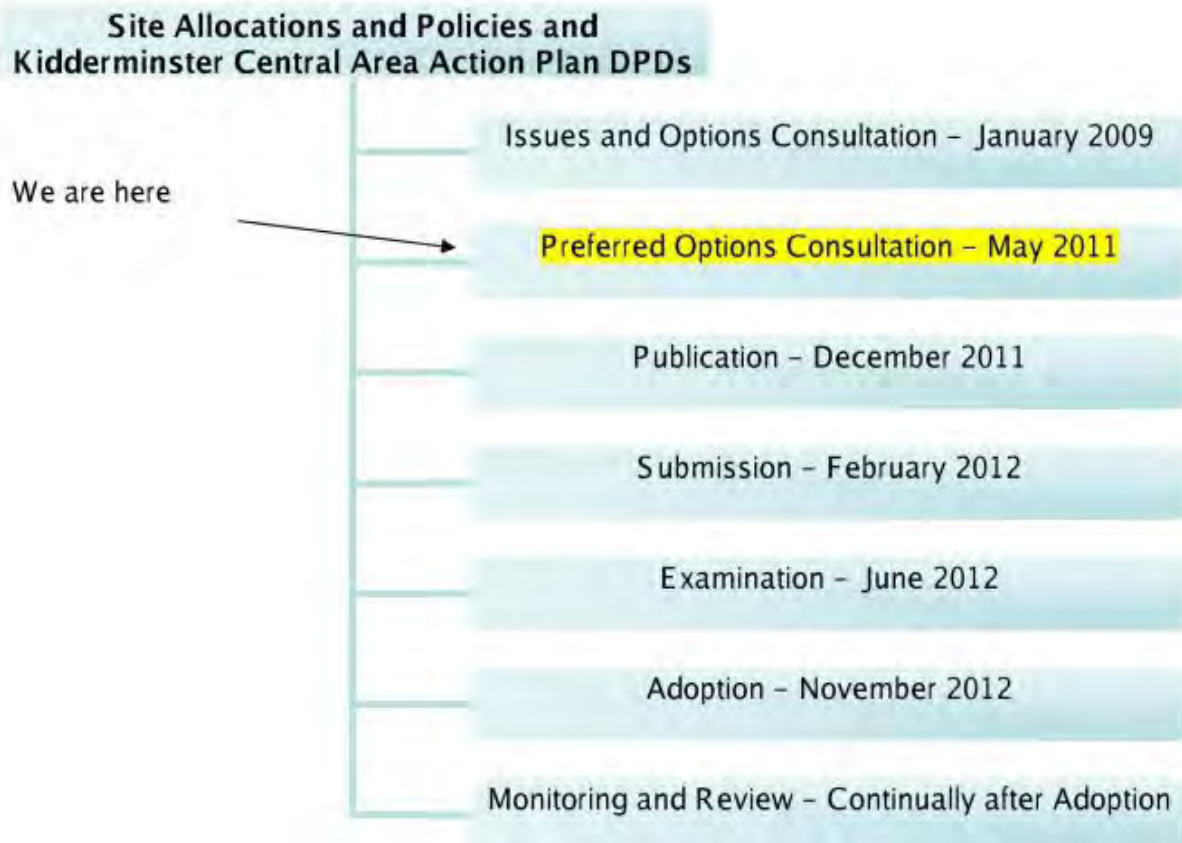 Site Allocations and Policies and
Kidderminster Central Area Action Plan DPDs
Issues and Options Consultation – January 2009
We are here
Preferred Options Consultation – May 2011
Publication – December 2011
Submission – February 2012
Examination – June 2012
Adoption – November 2012
Monitoring and Review – Continually after Adoption